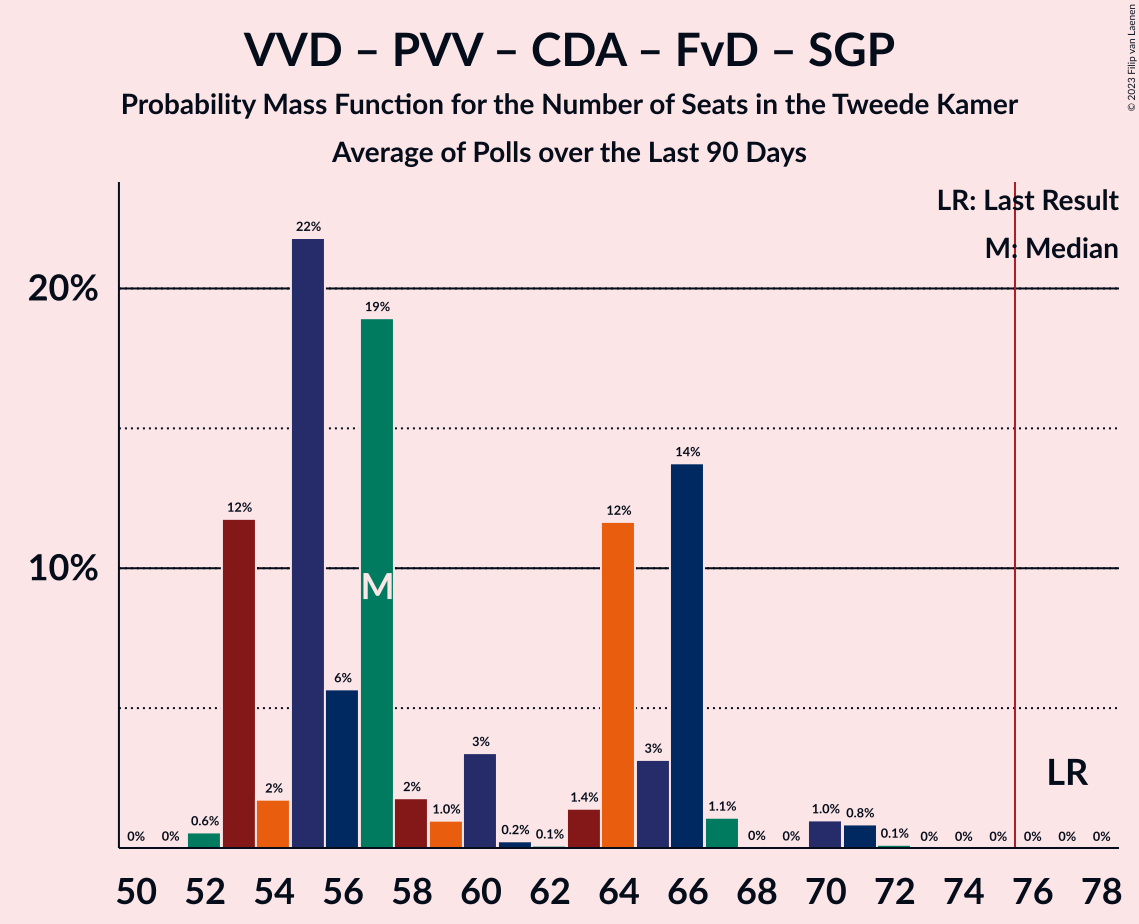 VVD – PVV – CDA – FvD – SGP
Probability Mass Function for the Number of Seats in the Tweede Kamer
Average of Polls over the Last 90 Days
© 2023 Filip van Laenen
LR: Last Result
M: Median
20%
10%
0% 0% 0.6% 12% 2% 22% 6% 19% 2% 1.0% 3% 0.2% 0.1% 1.4% 12% 3% 14% 1.1% 0% 0% 1.0% 0.8% 0.1% 0% 0% 0% 0% 0% 0%
M
LR
50 52 54 56 58 60 62 64 66 68 70 72 74 76 78